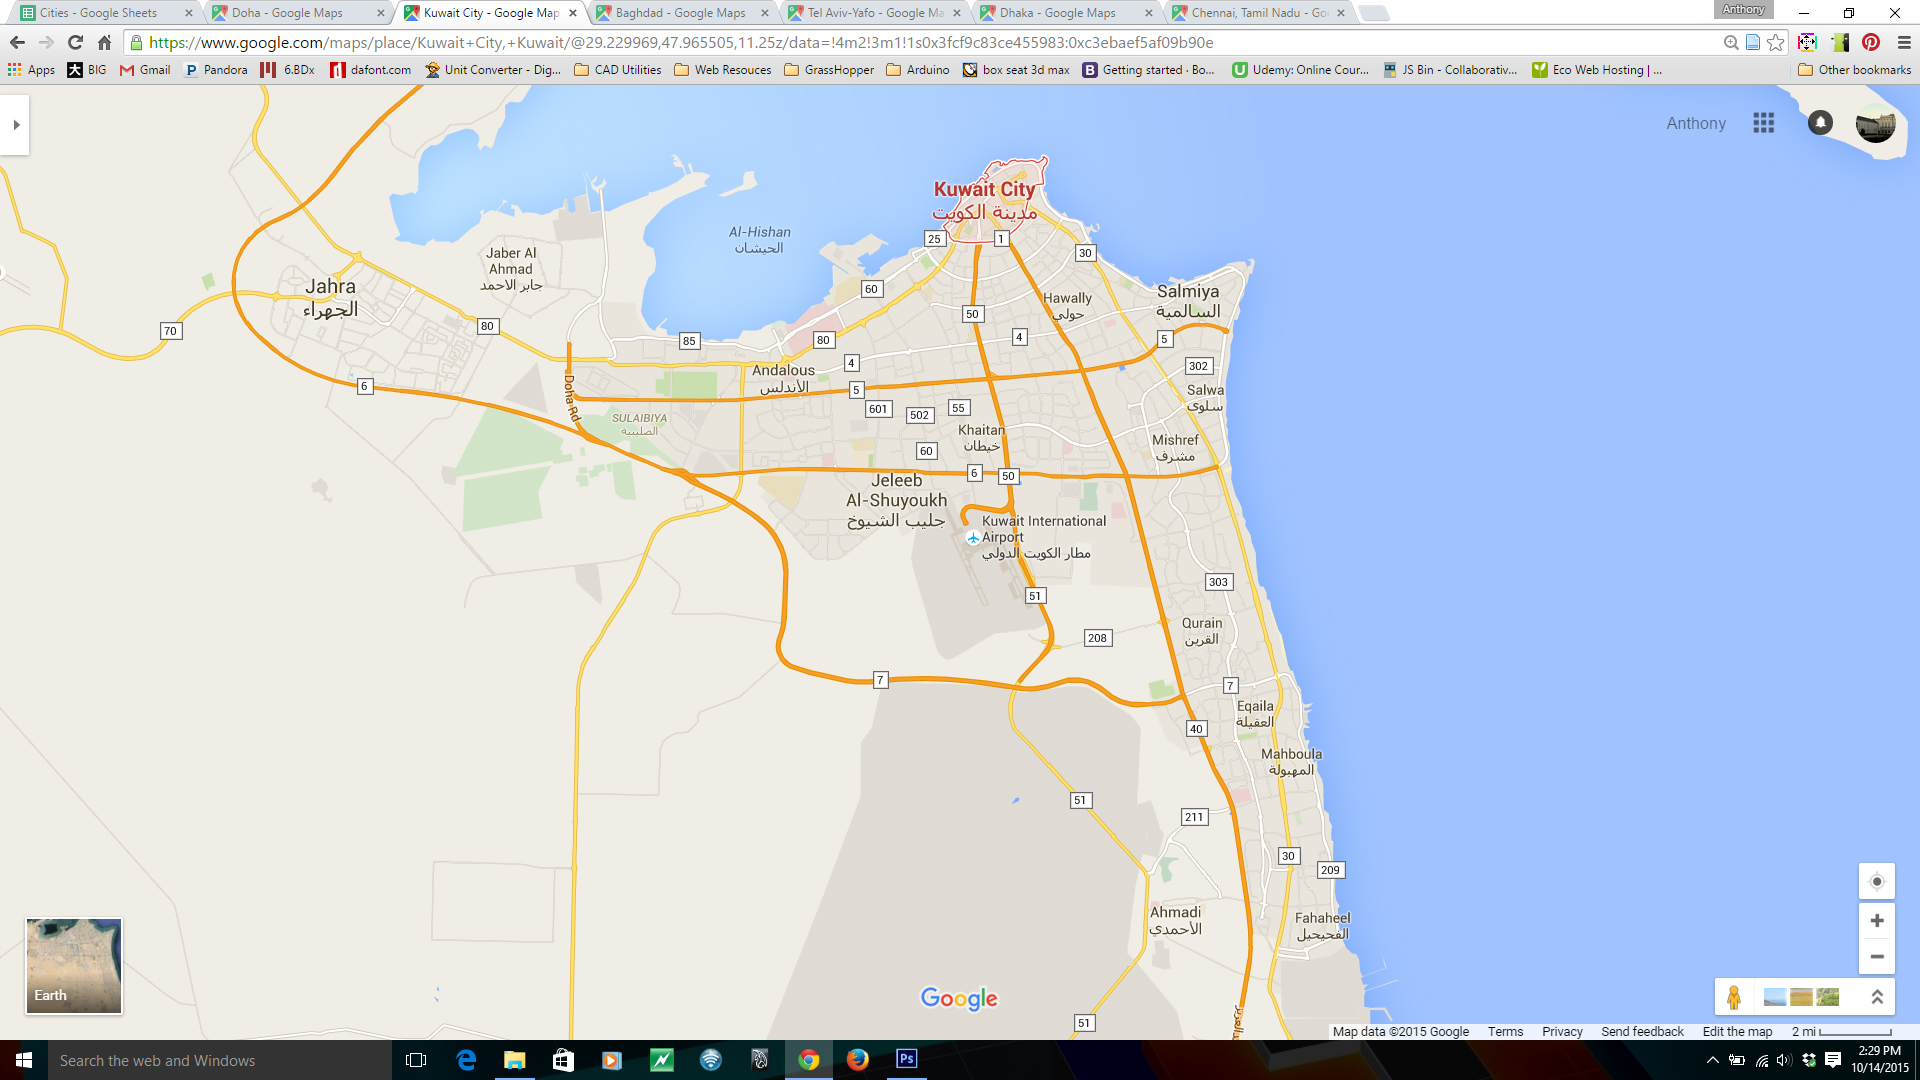 Cities - Google Sheets
Doha - Google Maps
Kuwait City - Google Map
Baghdad - Google Maps
Tel Aviv-Yafo - Google Ma
Dhaka - Google Maps
Chennai, Tamil Nadu - Go
Anthony
https://www.google.com/maps/place/Kuwait+City,+Kuwait/@29.229969,47.965505,11.25z/data=!4m2!3m1!1s0x3fcf9c83ce455983:0xc3ebaef5af09b90e
Apps
BIG
Gmail
Pandora
6.BDx
dafont.com
Unit Converter - Dig...
CAD Utilities
Web Resouces
GrassHopper
Arduino
box seat 3d max
Getting started · Bo...
Udemy: Online Cour...
JS Bin - Collaborativ...
Eco Web Hosting | ...
Other bookmarks
Anthony
Kuwait City
مدينة الكويت
25
1
30
Al-Hishan
الحيشان
Jaber Al
Ahmad
جابر الاحمد
Jahra
الجهراء
60
Hawally
حولي
Salmiya
السالمية
70
80
85
80
50
4
5
4
302
Andalous
الأندلس
5
6
Doha Rd
601
502
55
Salwa
سلوى
SULAIBIYA
الصليبية
Khaitan
خيطان
Mishref
مشرف
60
6
50
Jeleeb
Al-Shuyoukh
جليب الشيوخ
Kuwait International
Airport
مطار الكويت الدولي
51
303
208
Qurain
القرين
7
7
Eqaila
العقيلة
40
Mahboula
المهبولة
51
211
30
209
Ahmadi
الأحمدي
Fahaheel
الفحيحيل
51
Earth
Google
Map data ©2015 Google
Terms
Privacy
Send feedback
Edit the map
2 mi
Search the web and Windows
Ps
2:29 PM
10/14/2015